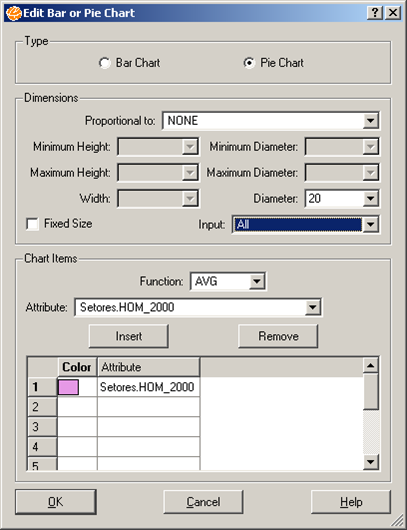 Edit Bar or Pie Chart
Type
Bar Chart Pie Chart
Dimensions
Proportional to: NONE
Minimum Height: Minimum Diameter:
Maximum Height: Maximum Diameter:
Width: Diameter: 20
Fixed Size Input: All
Chart Items
Function: AVG
Attribute: Setores.HOM_2000
Insert Remove
Color Attribute
1 Setores.HOM_2000
2
3
4
5
OK Cancel Help